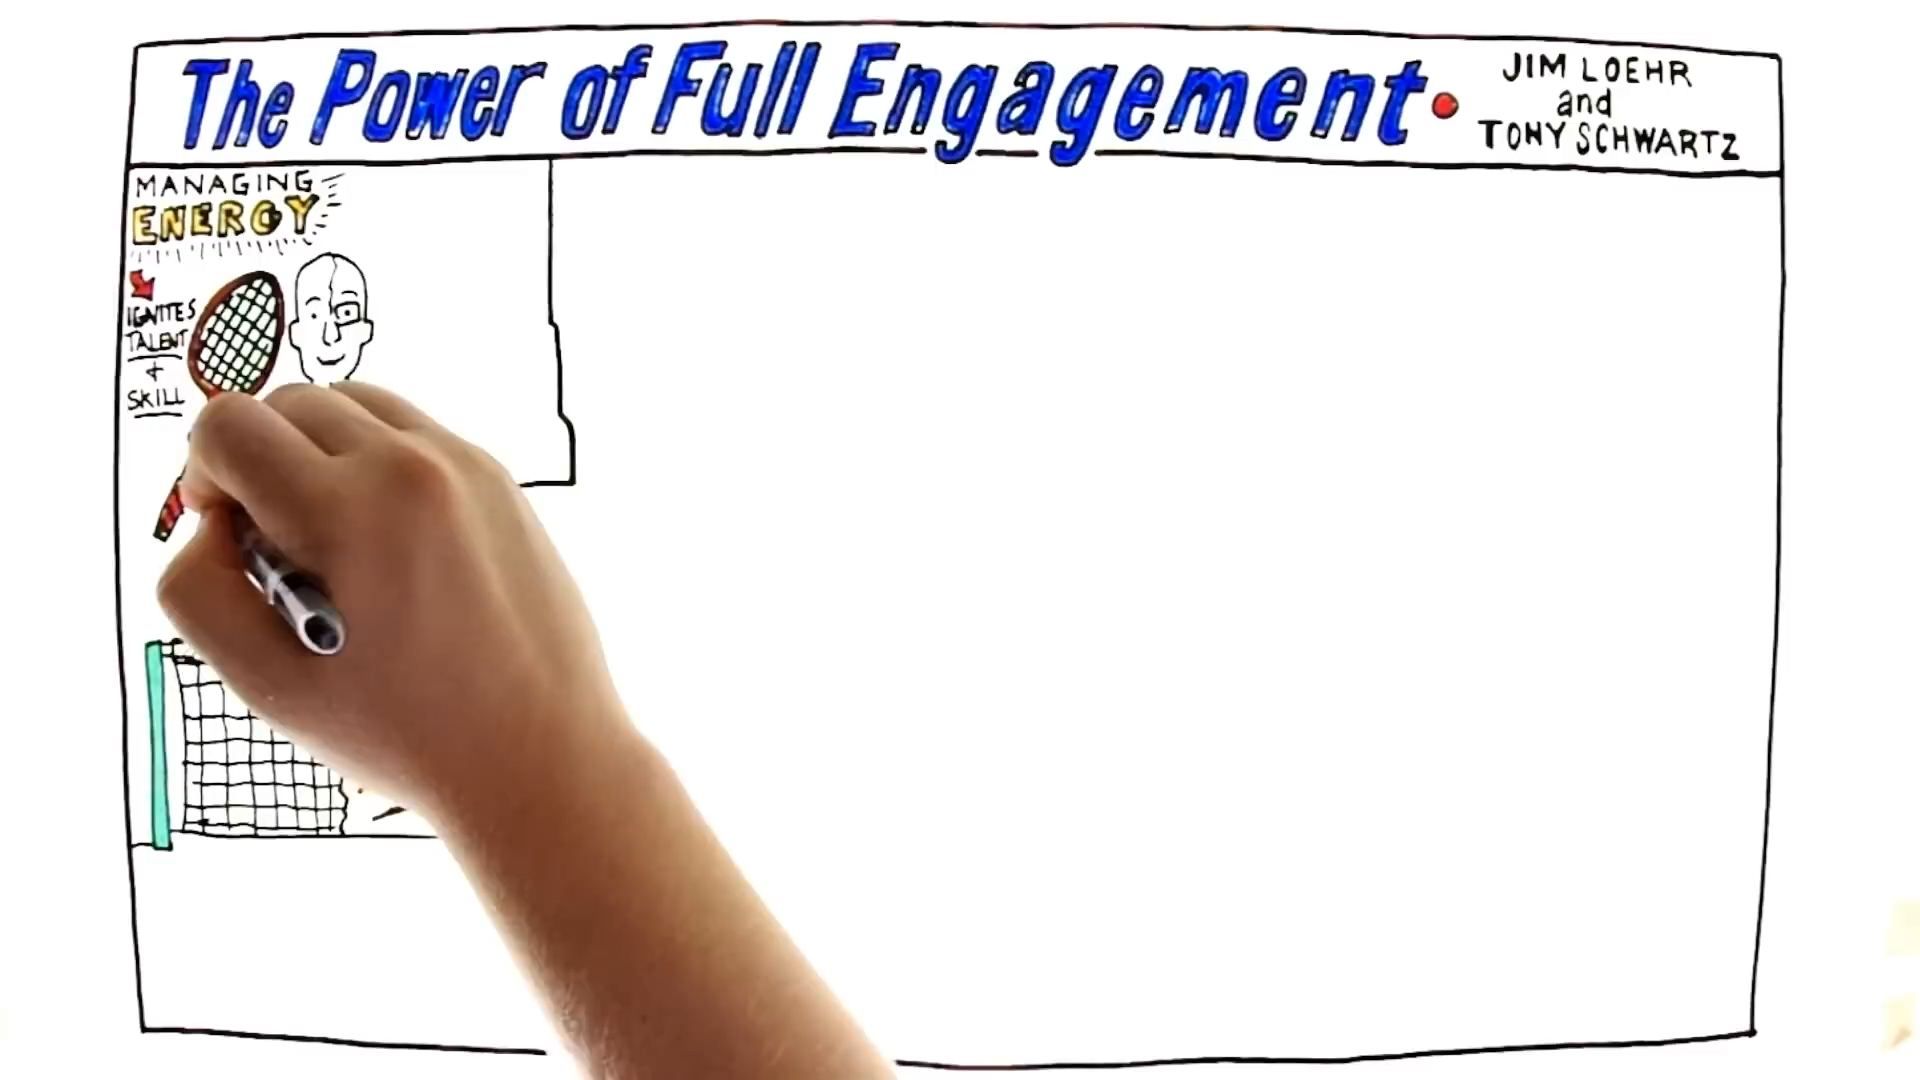 The Power of Full Engagement
JIM LOEHR
and
TONY SCHWARTZ
MANAGING
ENERGY
IGNITES
TALENT
+
SKILL